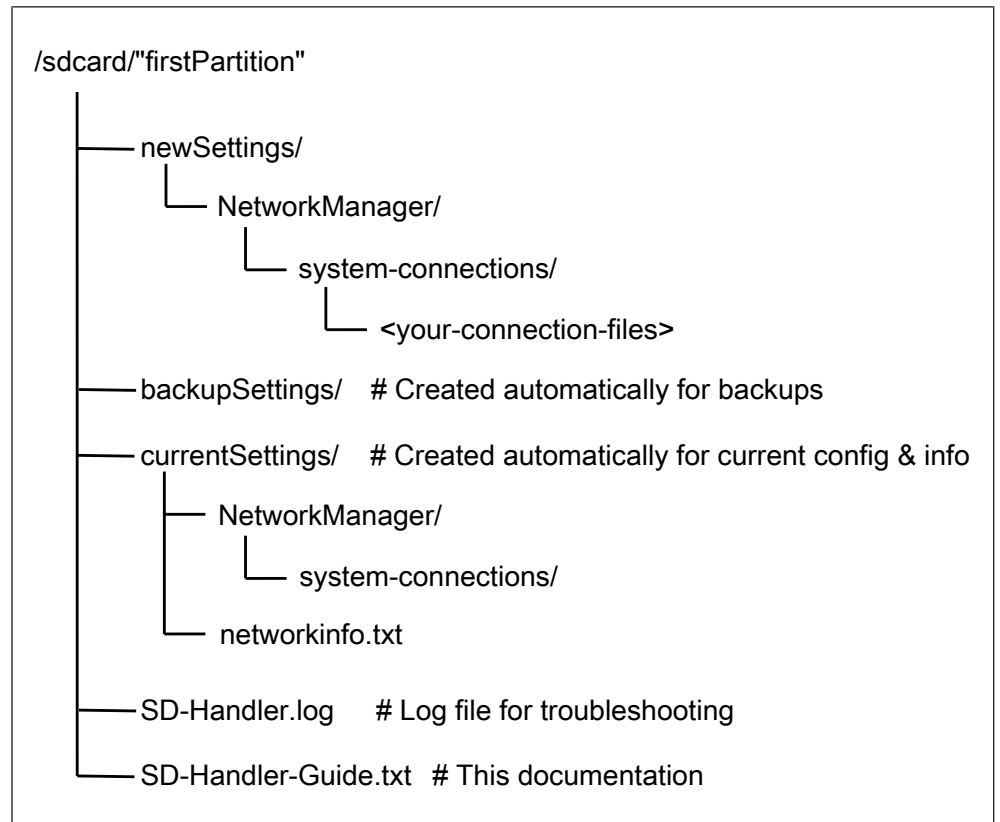 /sdcard/"firstPartition"
newSettings/
NetworkManager/
system-connections/
<your-connection-files>
backupSettings/ # Created automatically for backups
currentSettings/ # Created automatically for current config & info
NetworkManager/
system-connections/
networkinfo.txt
SD-Handler.log # Log file for troubleshooting
SD-Handler-Guide.txt # This documentation